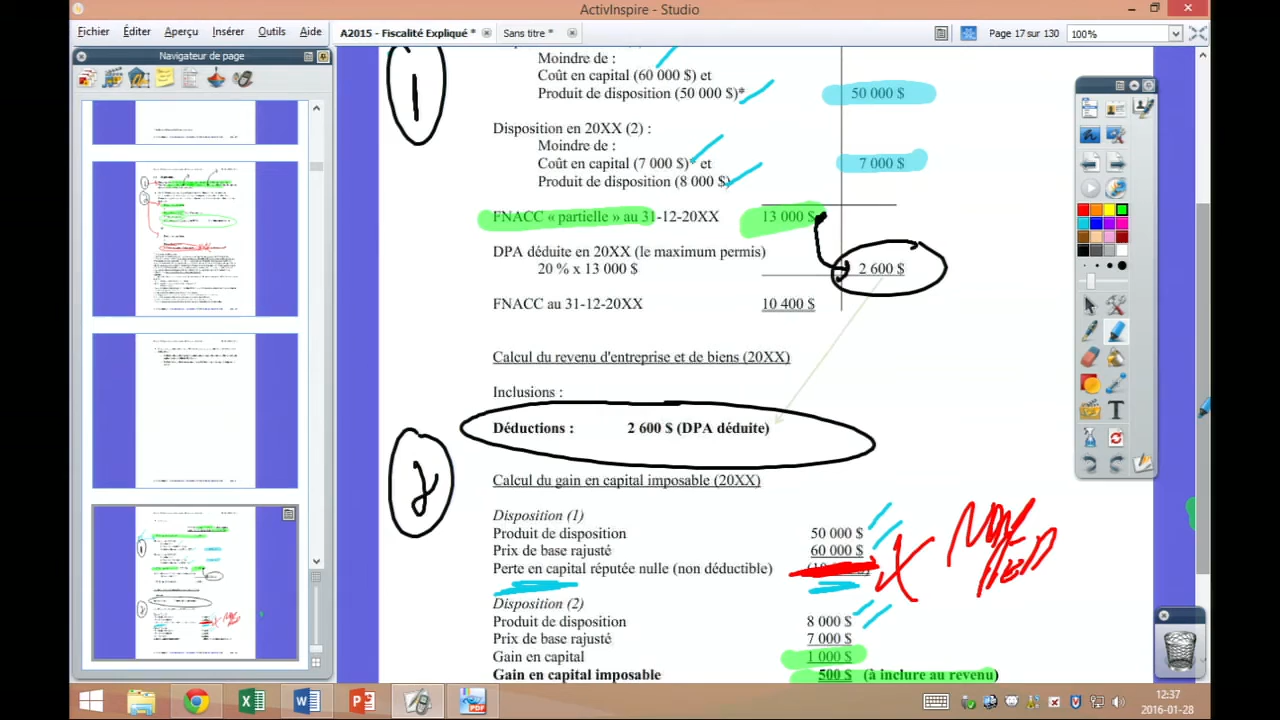 ActivInspire - Studio
Fichier Éditer Aperçu Insérer Outils Aide
A2015 - Fiscalité Expliqué * Sans titre *
Page 17 sur 130 100%
Navigateur de page
1
Moindre de :
Coût en capital (60 000 $) et
Produit de disposition (50 000 $)* 50 000 $
Disposition en 20XX (2) :
Moindre de :
Coût en capital (7 000 $)* et 7 000 $
Produit de disposition (8 000 $)
FNACC « partielle » au 31-12-20XX 13 000 $
DPA déduite en 20XX (le maximum permis)
20 % x 13 000 $ 2 600 $
FNACC au 31-12-20XX 10 400 $
Calcul du revenu d'entreprise et de biens (20XX)
Inclusions :
Déductions : 2 600 $ (DPA déduite)
2
Calcul du gain en capital imposable (20XX)
Disposition (1)
Produit de disposition 50 000 $
Prix de base rajusté 60 000 $
Perte en capital réputée nulle (non déductible)
X
Disposition (2)
Produit de disposition 8 000 $
Prix de base rajusté 7 000 $
Gain en capital 1 000 $
Gain en capital imposable 500 $ (à inclure au revenu)
12:37
2016-01-28